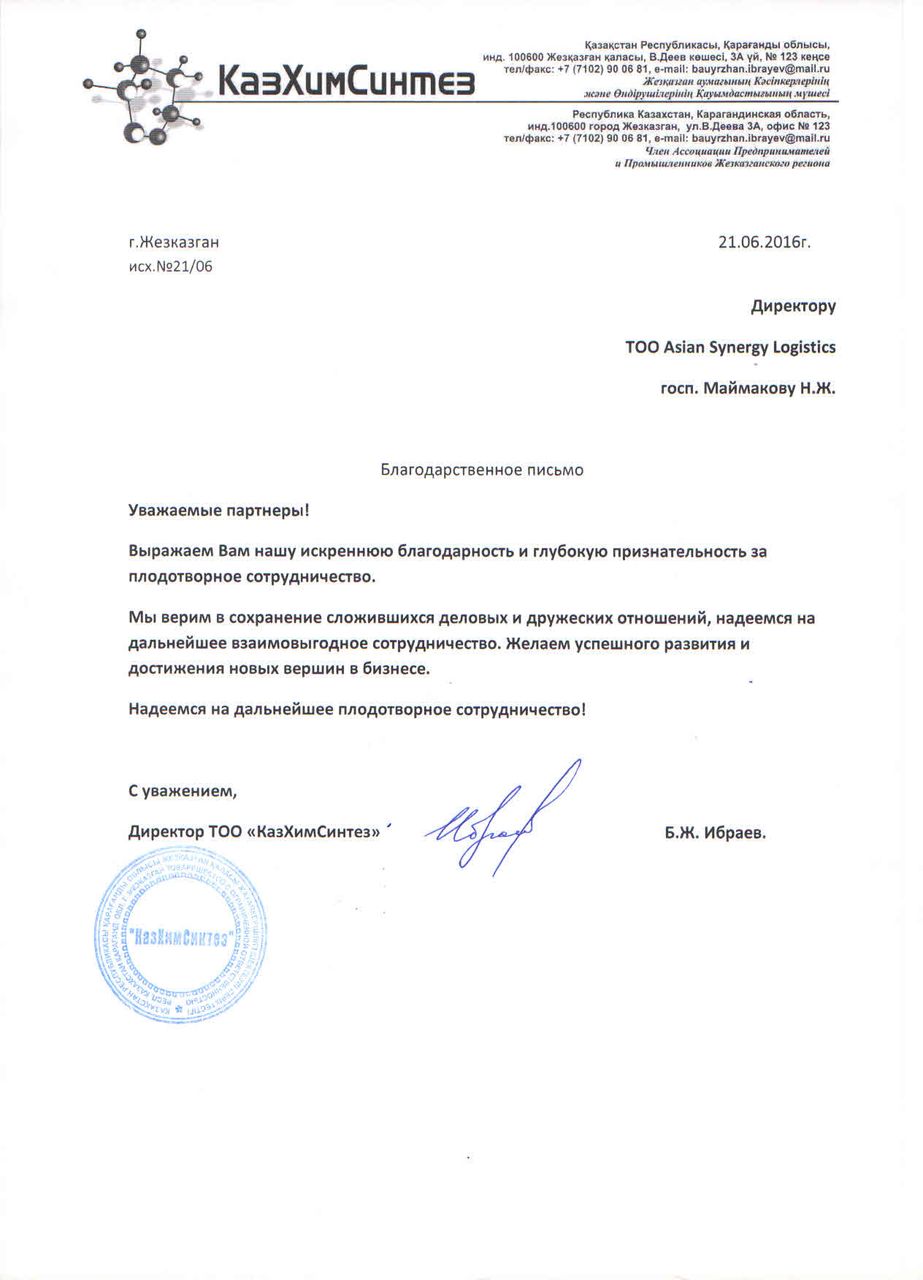 КазХимСинтез
Қазақстан Республикасы, Қарағанды облысы,
инд. 100600 Жезқазған қаласы, В.Деев көшесі, 3А үй, № 123 кеңсе
тел/факс: +7 (7102) 90 06 81, e-mail: bauyrzhan.ibrayev@mail.ru
Жезқазған аумағының Кәсіпкерлерінің
және Өндірушілерінің Қауымдастығының мүшесі
Республика Казахстан, Карагандинская область,
инд.100600 город Жезказган, ул.В.Деева 3А, офис № 123
тел/факс: +7 (7102) 90 06 81, e-mail: bauyrzhan.ibrayev@mail.ru
Член Ассоциации Предпринимателей
и Промышленников Жезказганского региона
г.Жезказган 21.06.2016г.
исх.№21/06
Директору
ТОО Asian Synergy Logistics
госп. Маймакову Н.Ж.
Благодарственное письмо
Уважаемые партнеры!
Выражаем Вам нашу искреннюю благодарность и глубокую признательность за
плодотворное сотрудничество.
Мы верим в сохранение сложившихся деловых и дружеских отношений, надеемся на
дальнейшее взаимовыгодное сотрудничество. Желаем успешного развития и
достижения новых вершин в бизнесе.
Надеемся на дальнейшее плодотворное сотрудничество!
С уважением,
Директор ТОО «КазХимСинтез» Б.Ж. Ибраев.
"КазХимСинтез"